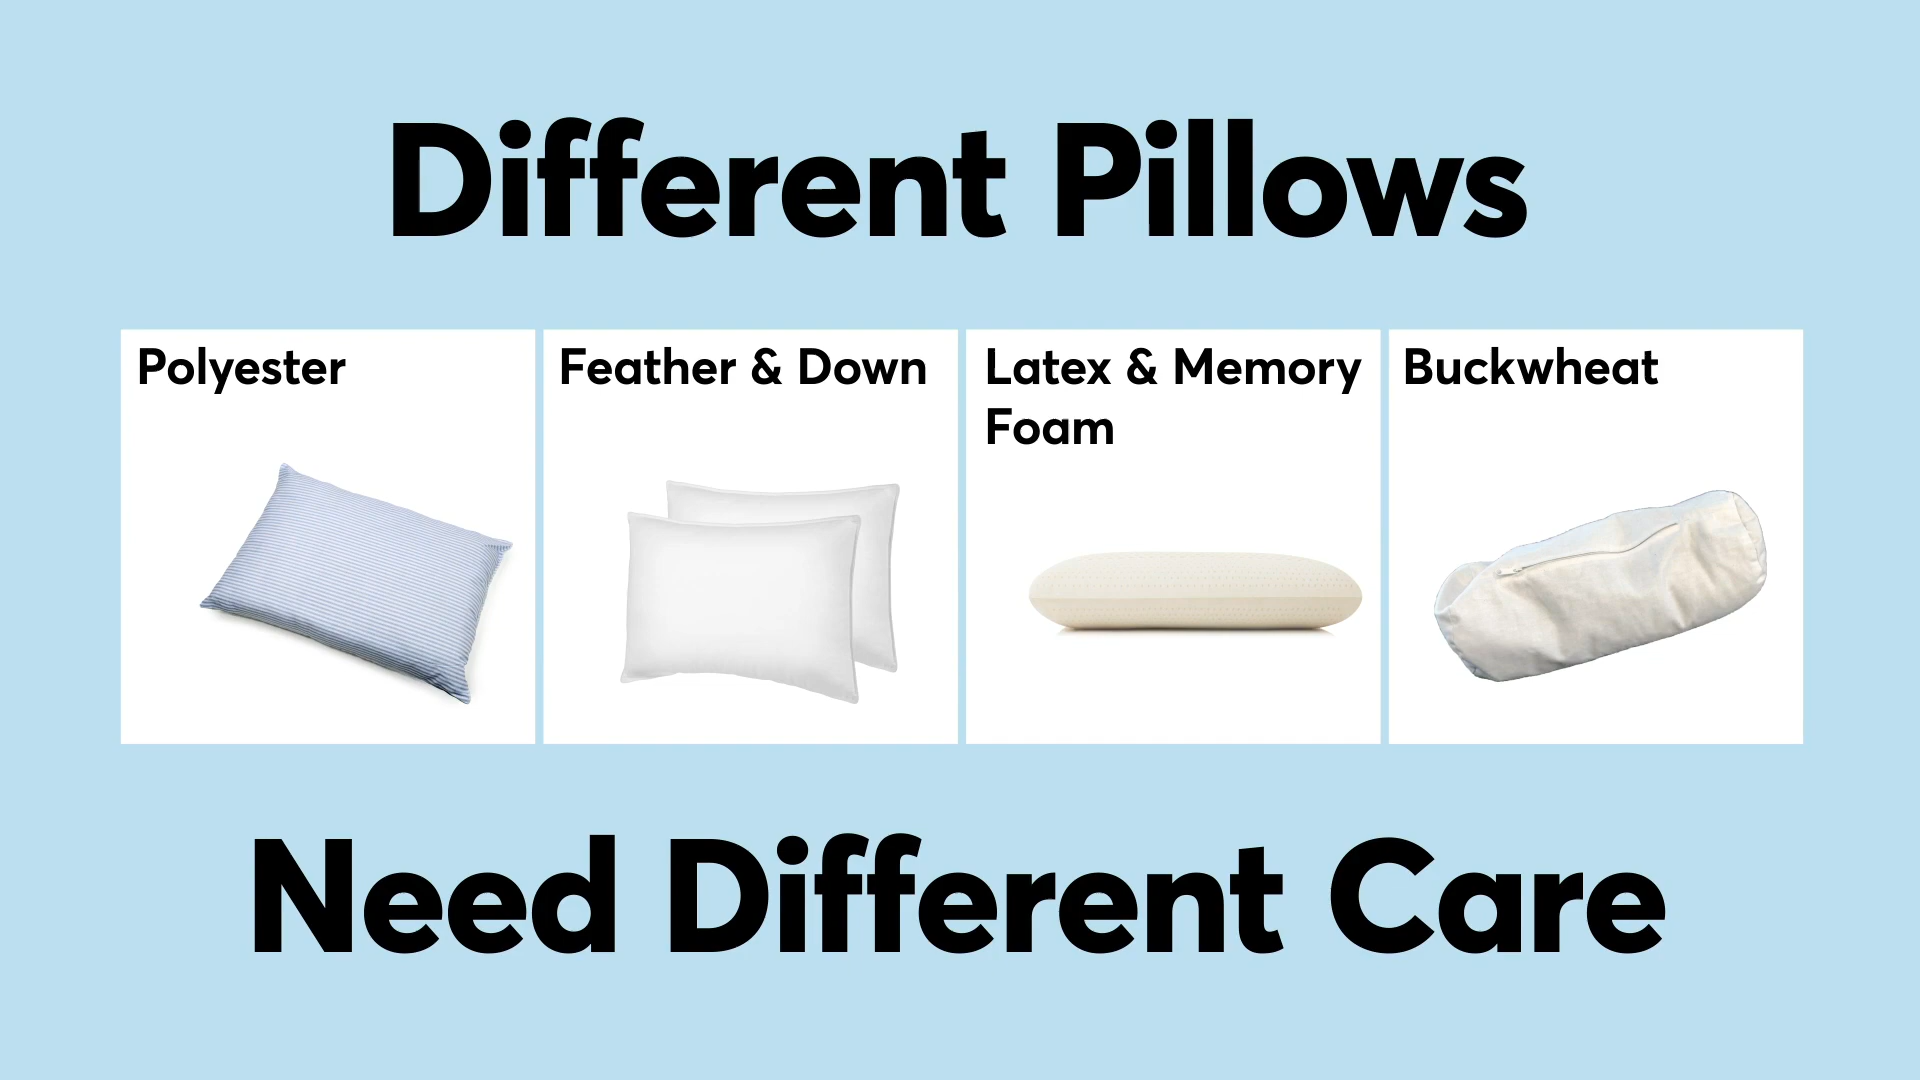 Different Pillows
Polyester
Feather & Down
Latex & Memory
Foam
Buckwheat
Need Different Care